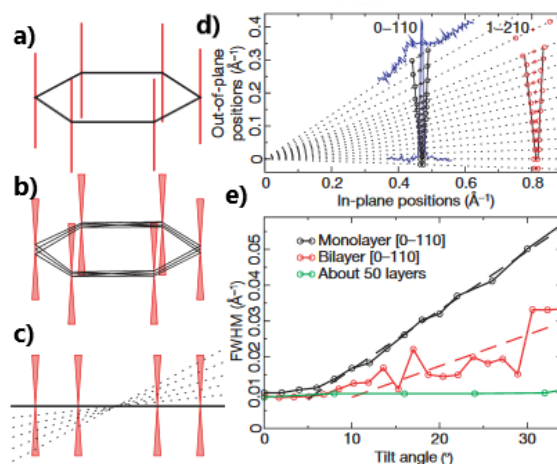 a)
b)
c)
d)
0–110
1–210
Out-of-plane
positions (Å⁻¹)
0.4
0.3
0.2
0.1
0
0
0.2
0.4
0.6
0.8
In-plane positions (Å⁻¹)
e)
Monolayer [0–110]
Bilayer [0–110]
About 50 layers
FWHM (Å⁻¹)
0.05
0.04
0.03
0.02
0.01
0
0
10
20
30
Tilt angle (°)